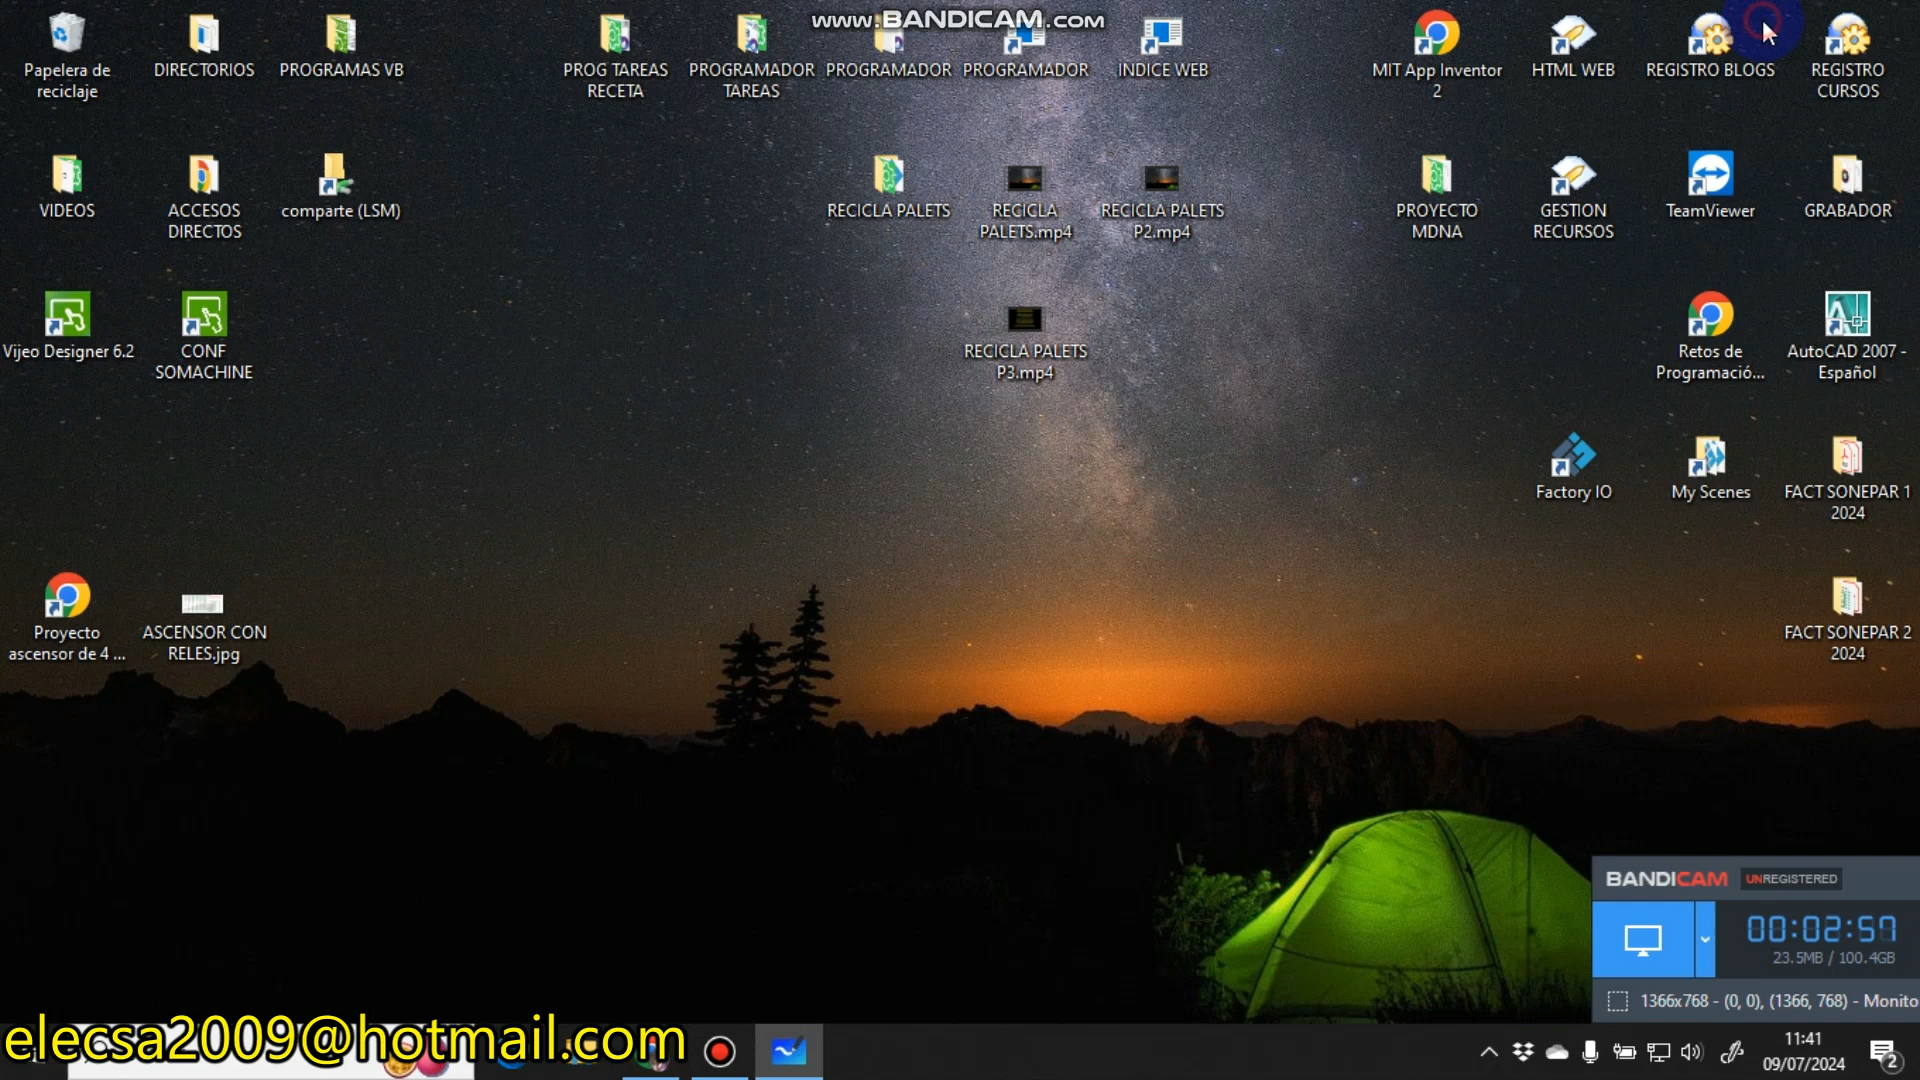 www.BANDICAM.com
Papelera de
reciclaje
DIRECTORIOS
PROGRAMAS VB
PROG TAREAS
RECETA
PROGRAMADOR
TAREAS
PROGRAMADOR
PROGRAMADOR
INDICE WEB
MIT App Inventor
2
HTML WEB
REGISTRO BLOGS
REGISTRO
CURSOS
VIDEOS
ACCESOS
DIRECTOS
comparte (LSM)
RECICLA PALETS
RECICLA
PALETS.mp4
RECICLA PALETS
P2.mp4
PROYECTO
MDNA
GESTION
RECURSOS
TeamViewer
GRABADOR
Vijeo Designer 6.2
CONF
SOMACHINE
RECICLA PALETS
P3.mp4
Retos de
Programació...
AutoCAD 2007 -
Español
Factory IO
My Scenes
FACT SONEPAR 1
2024
Proyecto
ascensor de 4 ...
ASCENSOR CON
RELES.jpg
FACT SONEPAR 2
2024
BANDICAM UNREGISTERED
00:02:57
23.5MB / 100.4GB
1366x768 - (0, 0), (1366, 768) - Monito
elecsa2009@hotmail.com
11:41
09/07/2024
2